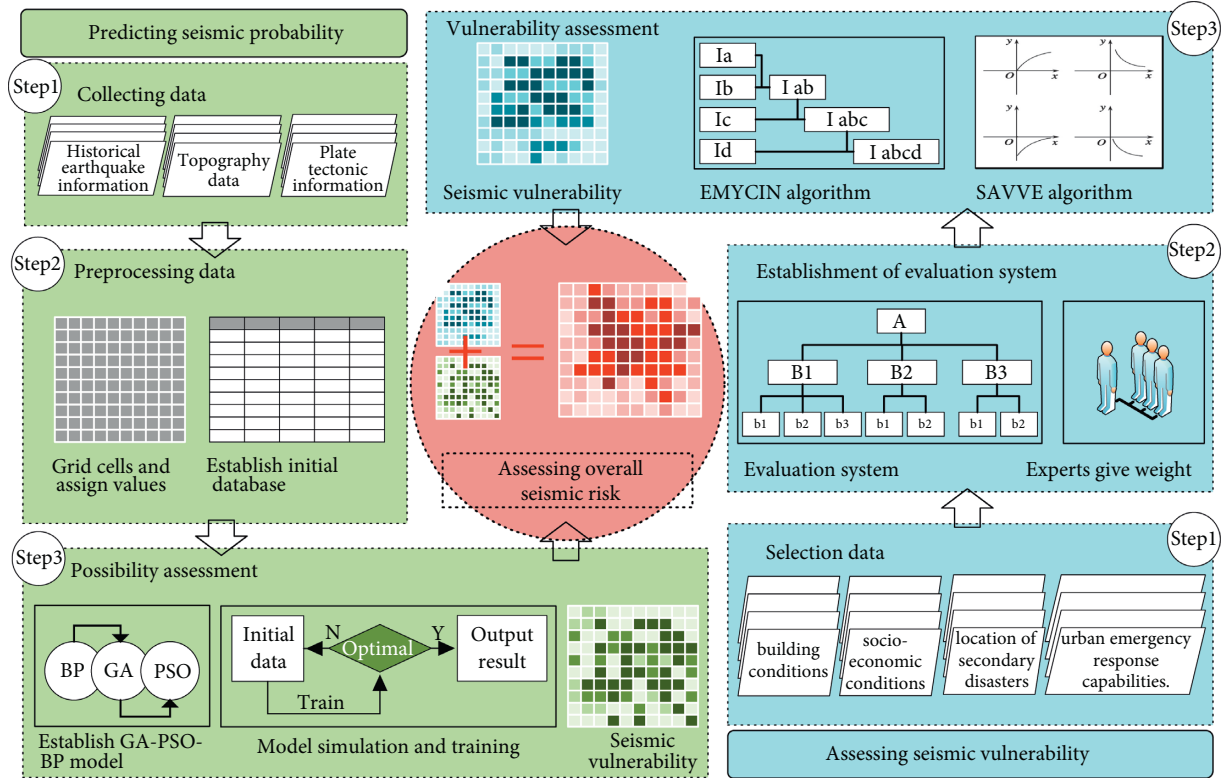 Predicting seismic probability
Step1
Collecting data
Historical
earthquake
information
Topography
data
Plate
tectonic
information
Step2
Preprocessing data
Grid cells and
assign values
Establish initial
database
Step3
Possibility assessment
BP
GA
PSO
Establish GA-PSO-
BP model
Initial
data
N
Optimal
Y
Output
result
Train
Model simulation and training
Seismic
vulnerability
+
=
Assessing overall
seismic risk
Step3
Vulnerability assessment
Seismic vulnerability
Ia
Ib
I ab
Ic
I abc
Id
I abcd
EMYCIN algorithm
y
O
x
y
O
x
y
O
x
y
O
x
SAVVE algorithm
Step2
Establishment of evaluation system
A
B1
B2
B3
b1
b2
b3
b1
b2
b1
b2
Evaluation system
Experts give weight
Step1
Selection data
building
conditions
socio-
economic
conditions
location of
secondary
disasters
urban emergency
response
capabilities.
Assessing seismic vulnerability